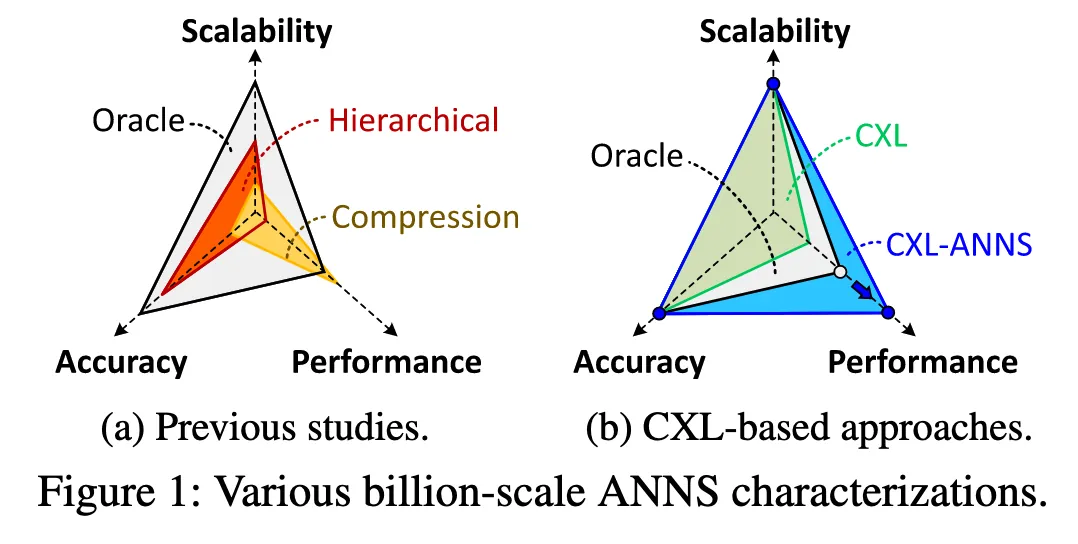 Scalability
Oracle
Hierarchical
Compression
Accuracy
Performance
(a) Previous studies.
Scalability
CXL
Oracle
CXL-ANNS
Accuracy
Performance
(b) CXL-based approaches.
Figure 1: Various billion-scale ANNS characterizations.